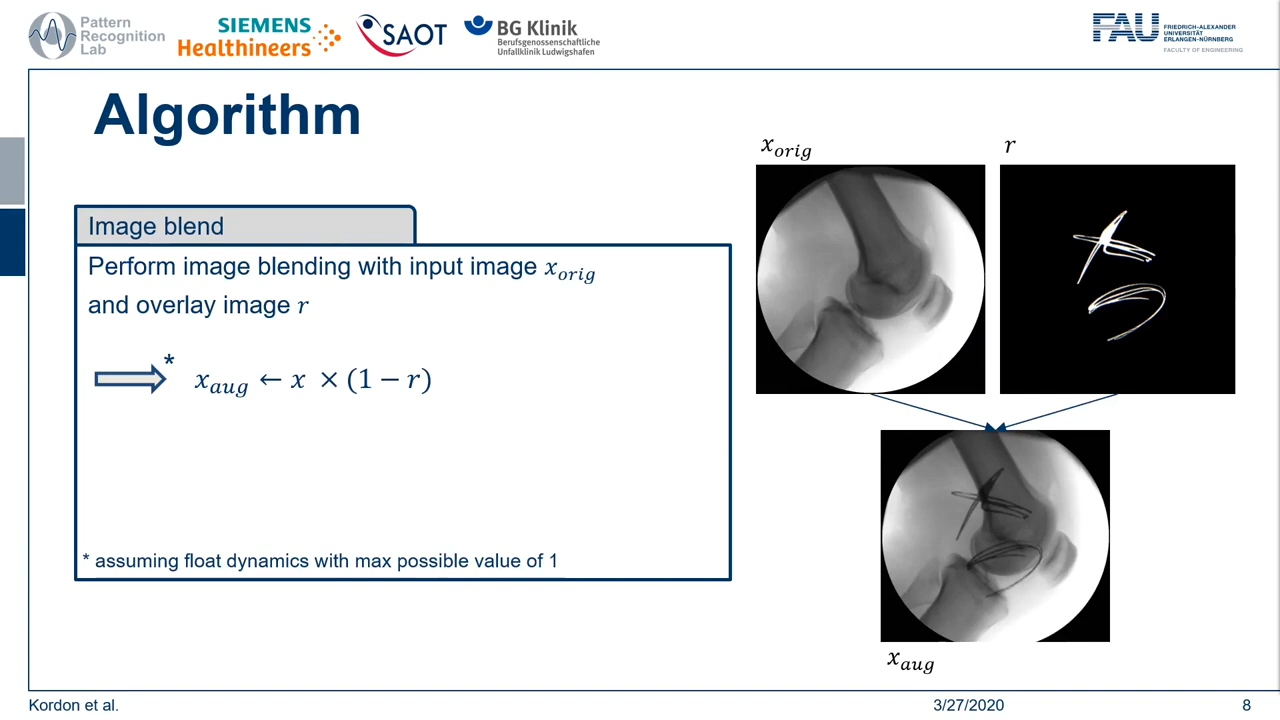 Pattern
Recognition
Lab
SIEMENS
Healthineers
SAOT
BG Klinik
Berufsgenossenschaftliche
Unfallklinik Ludwigshafen
FAU
FRIEDRICH-ALEXANDER
UNIVERSITÄT
ERLANGEN-NÜRNBERG
FACULTY OF ENGINEERING
Algorithm
Image blend
Perform image blending with input image x_orig
and overlay image r
* x_aug ← x × (1 − r)
* assuming float dynamics with max possible value of 1
x_orig
r
x_aug
Kordon et al.
3/27/2020
8